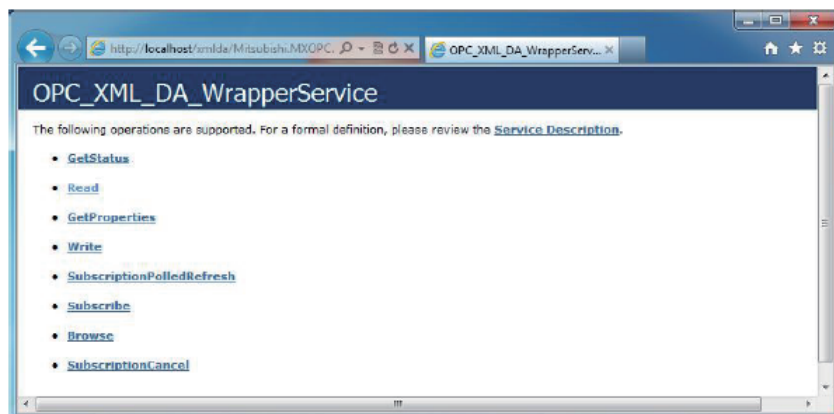 http://localhost/xmlda/Mitsubishi.MXOPC.
OPC_XML_DA_WrapperServ...
OPC_XML_DA_WrapperService
The following operations are supported. For a formal definition, please review the Service Description.
GetStatus
Read
GetProperties
Write
SubscriptionPolledRefresh
Subscribe
Browse
SubscriptionCancel